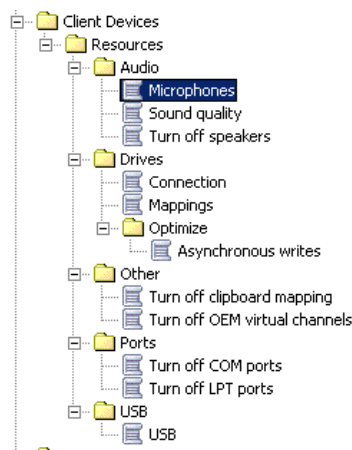 Client Devices
Resources
Audio
Microphones
Sound quality
Turn off speakers
Drives
Connection
Mappings
Optimize
Asynchronous writes
Other
Turn off clipboard mapping
Turn off OEM virtual channels
Ports
Turn off COM ports
Turn off LPT ports
USB
USB